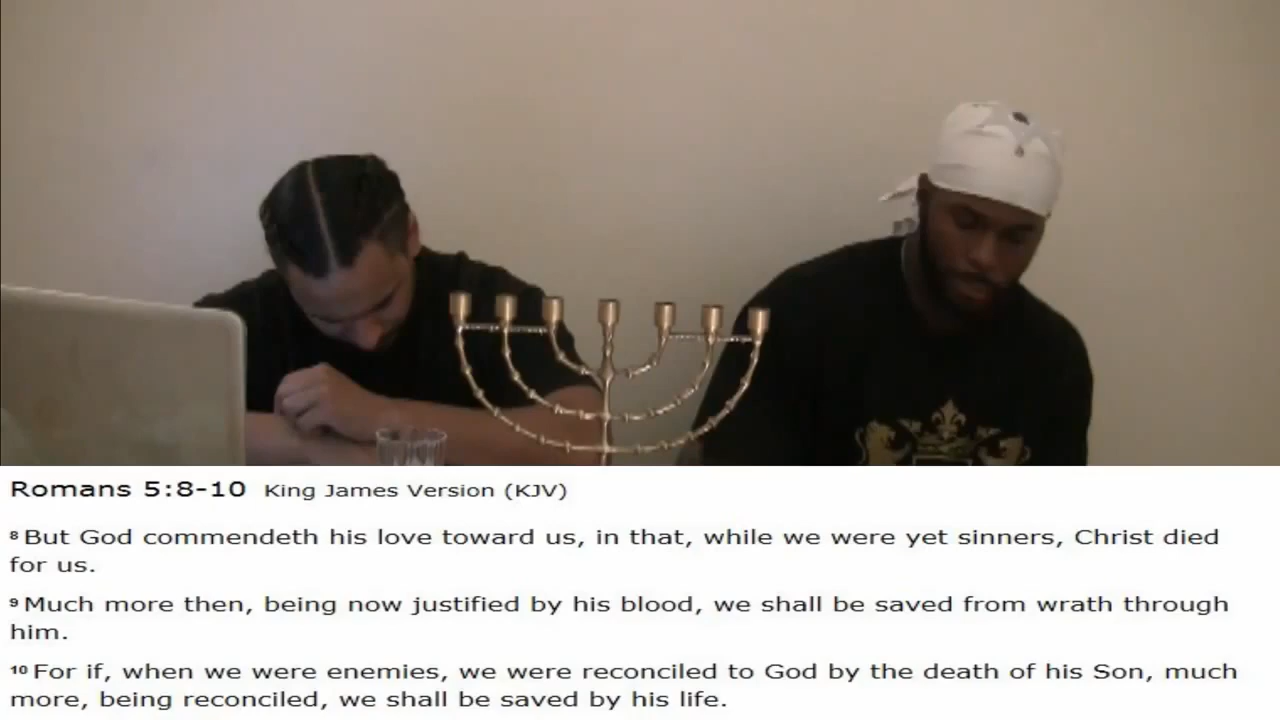 Romans 5:8-10 King James Version (KJV)
8 But God commendeth his love toward us, in that, while we were yet sinners, Christ died
for us.
9 Much more then, being now justified by his blood, we shall be saved from wrath through
him.
10 For if, when we were enemies, we were reconciled to God by the death of his Son, much
more, being reconciled, we shall be saved by his life.